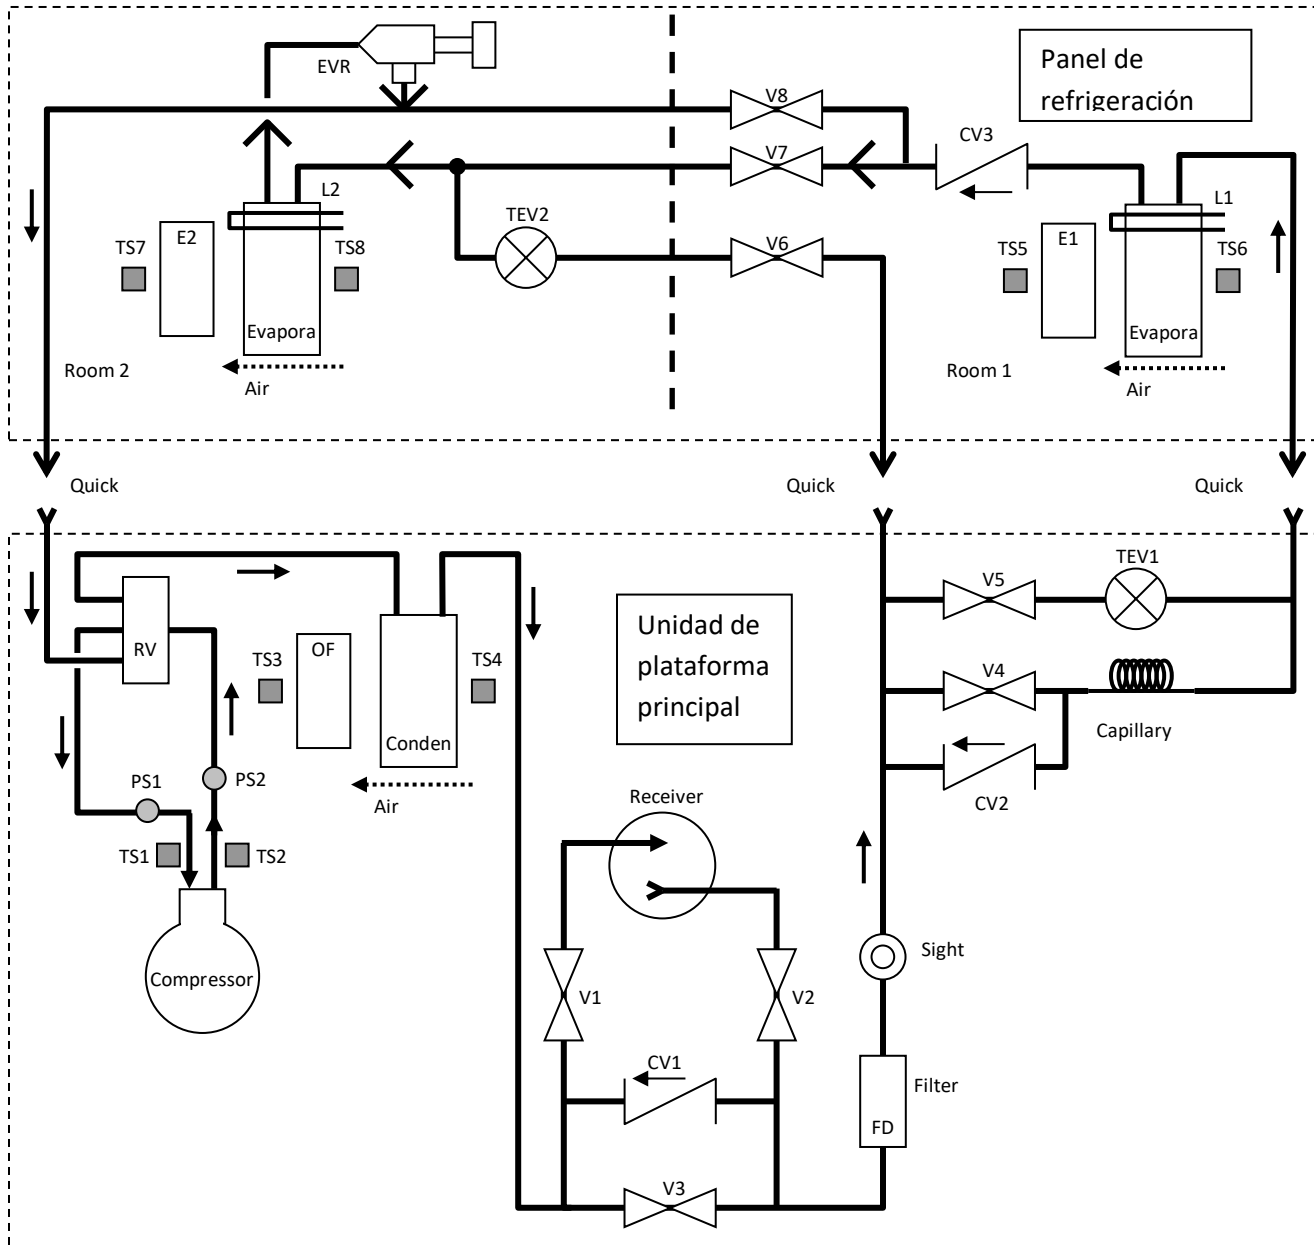 EVR
V8
Panel de
refrigeración
V7
CV3
L2
L1
TEV2
V6
TS7
E2
TS8
TS5
E1
TS6
Evapora
Evapora
Room 2
Air
Room 1
Air
Quick
Quick
Quick
TEV1
V5
RV
TS3
OF
TS4
Unidad de
plataforma
principal
V4
Conden
Capillary
PS1
PS2
Air
Receiver
CV2
TS1
TS2
Sight
Compressor
V1
V2
CV1
Filter
FD
V3